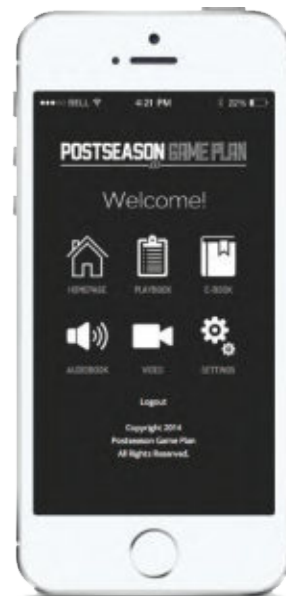 BELL 4:21 PM 22%
POSTSEASON GAME PLAN
Welcome!
HOMEPAGE PLAYBOOK E-BOOK
AUDIOBOOK VIDEO SETTINGS
Logout
Copyright 2014
Postseason Game Plan
All Rights Reserved.